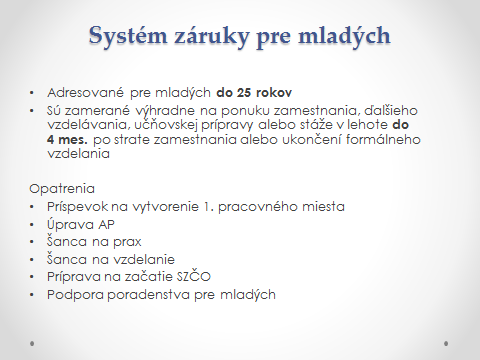 Systém záruky pre mladých
• Adresované pre mladých do 25 rokov
• Sú zamerané výhradne na ponuku zamestnania, ďalšieho
vzdelávania, učňovskej prípravy alebo stáže v lehote do
4 mes. po strate zamestnania alebo ukončení formálneho
vzdelania
Opatrenia
• Príspevok na vytvorenie 1. pracovného miesta
• Úprava AP
• Šanca na prax
• Šanca na vzdelanie
• Príprava na začatie SZČO
• Podpora poradenstva pre mladých